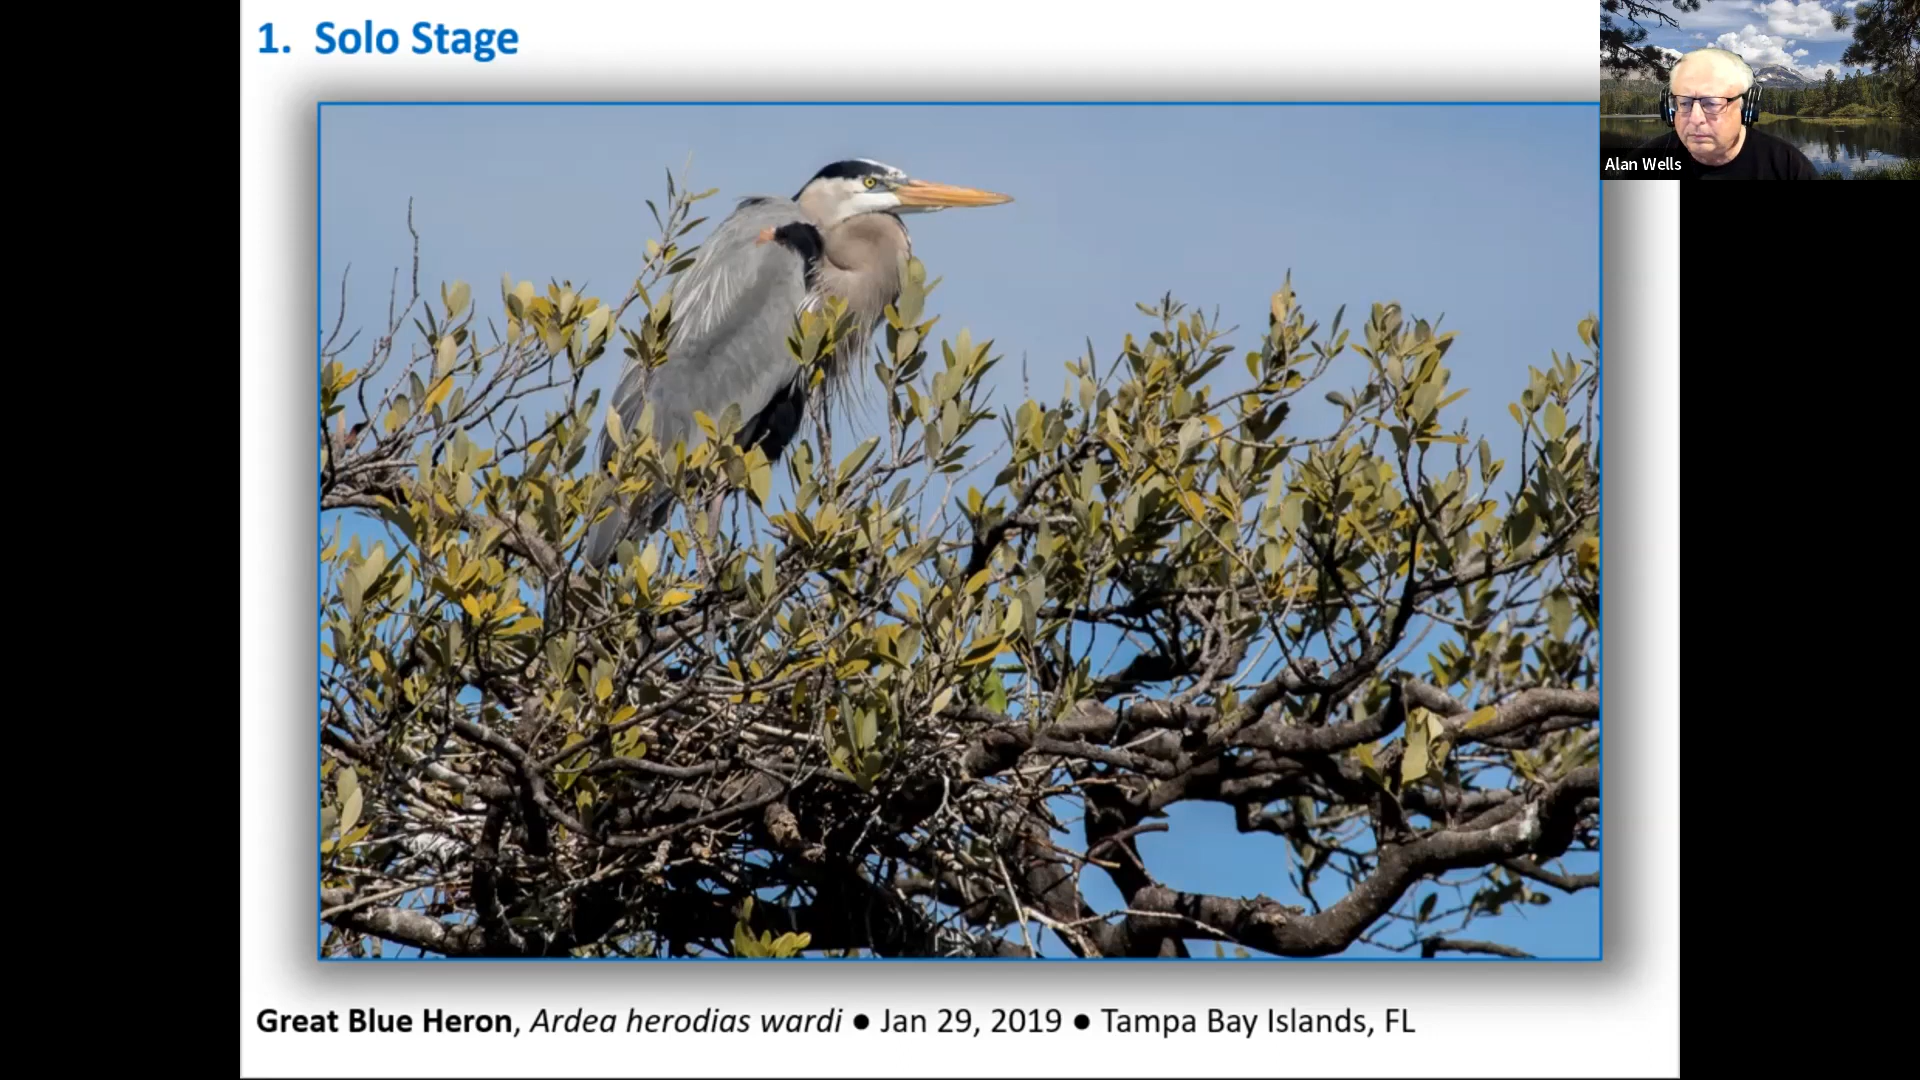 1. Solo Stage
Alan Wells
Great Blue Heron, Ardea herodias wardi ● Jan 29, 2019 ● Tampa Bay Islands, FL